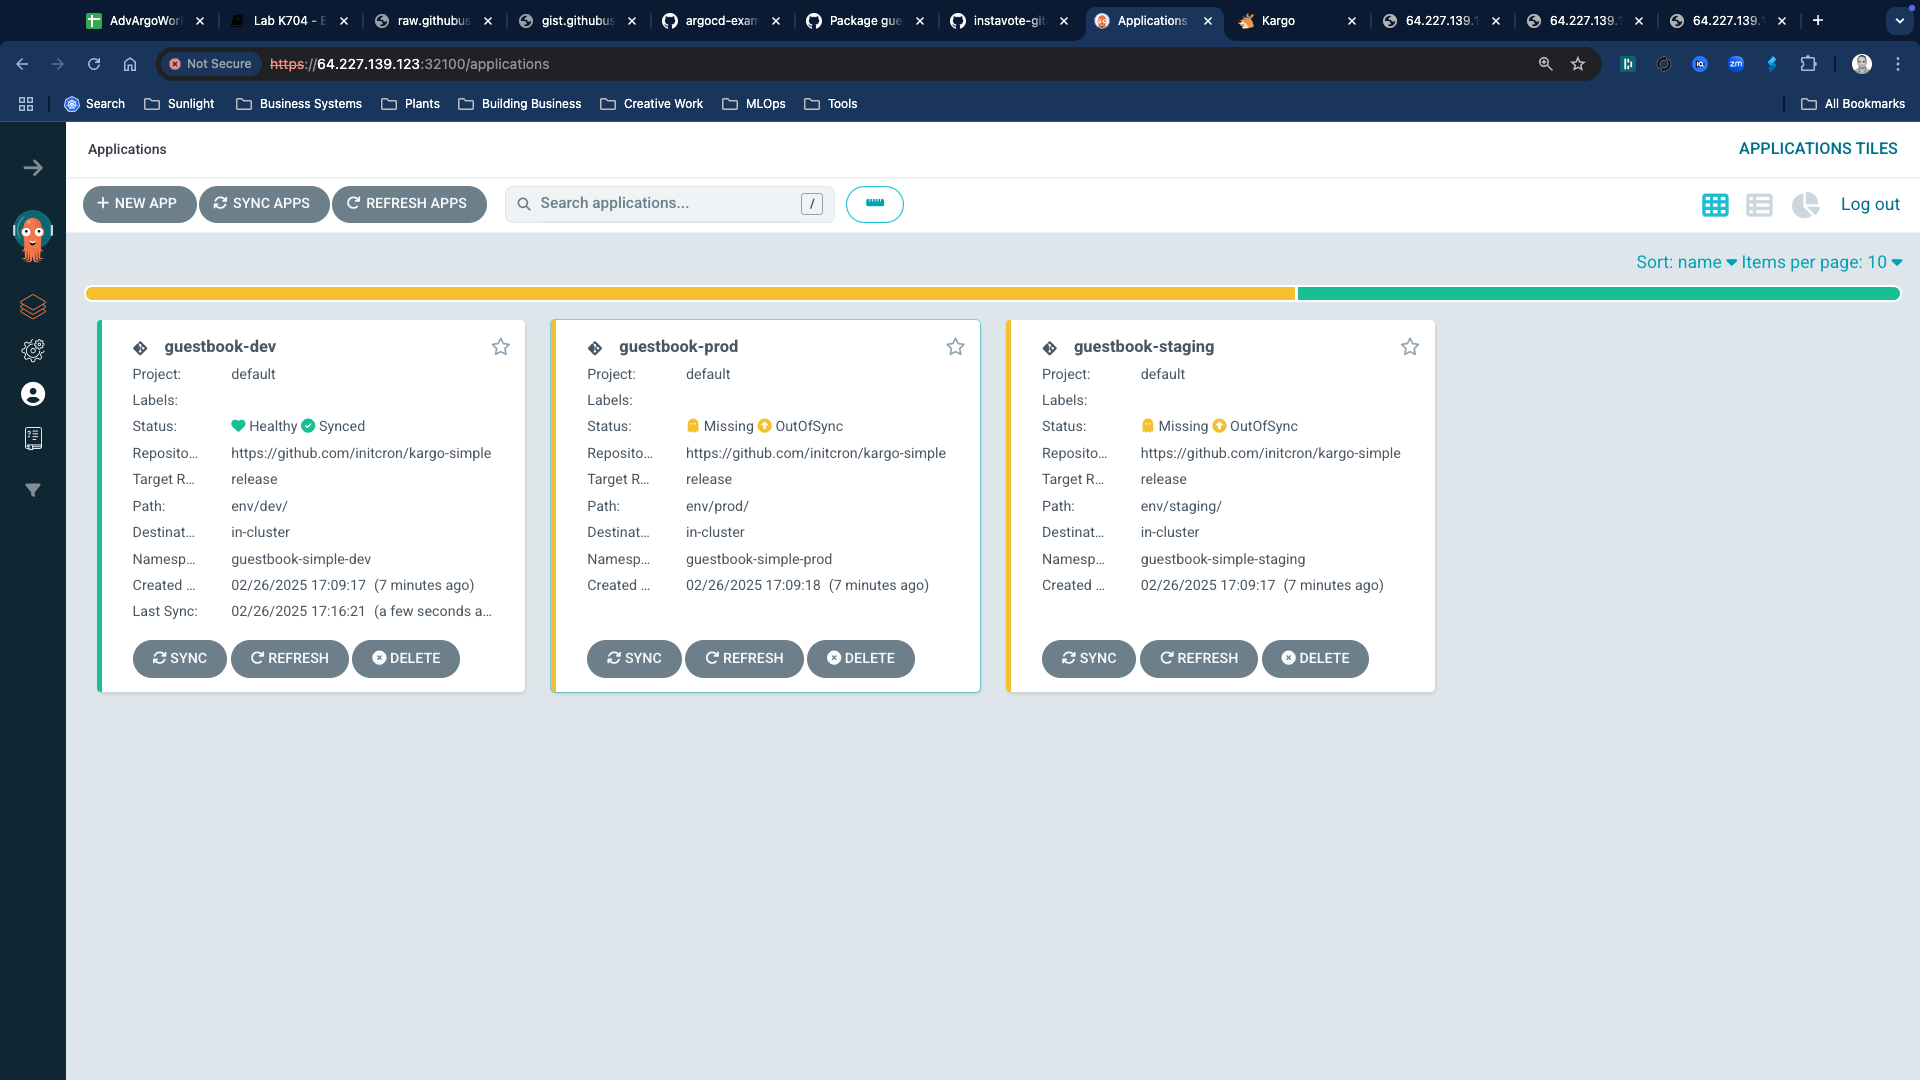 AdvArgoWor
Lab K704 - E
raw.githubus
gist.githubus
argocd-exam
Package gue
instavote-git
Applications
Kargo
64.227.139.1
64.227.139.1
64.227.139.1
Not Secure
https://64.227.139.123:32100/applications
Search
Sunlight
Business Systems
Plants
Building Business
Creative Work
MLOps
Tools
All Bookmarks
Applications
APPLICATIONS TILES
NEW APP
SYNC APPS
REFRESH APPS
Search applications...
/
Log out
Sort: name
Items per page: 10
guestbook-dev
Project: default
Labels:
Status: Healthy Synced
Reposito... https://github.com/initcron/kargo-simple
Target R... release
Path: env/dev/
Destinat... in-cluster
Namesp... guestbook-simple-dev
Created ... 02/26/2025 17:09:17 (7 minutes ago)
Last Sync: 02/26/2025 17:16:21 (a few seconds a...
SYNC
REFRESH
DELETE
guestbook-prod
Project: default
Labels:
Status: Missing OutOfSync
Reposito... https://github.com/initcron/kargo-simple
Target R... release
Path: env/prod/
Destinat... in-cluster
Namesp... guestbook-simple-prod
Created ... 02/26/2025 17:09:18 (7 minutes ago)
SYNC
REFRESH
DELETE
guestbook-staging
Project: default
Labels:
Status: Missing OutOfSync
Reposito... https://github.com/initcron/kargo-simple
Target R... release
Path: env/staging/
Destinat... in-cluster
Namesp... guestbook-simple-staging
Created ... 02/26/2025 17:09:17 (7 minutes ago)
SYNC
REFRESH
DELETE